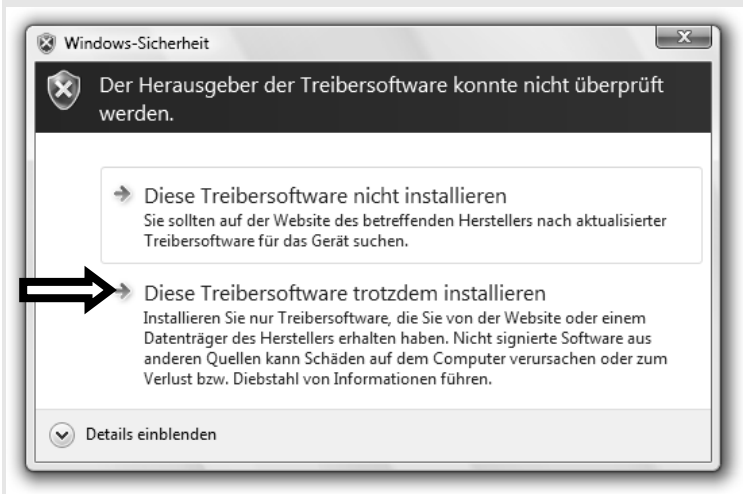 Windows-Sicherheit
Der Herausgeber der Treibersoftware konnte nicht überprüft
werden.
Diese Treibersoftware nicht installieren
Sie sollten auf der Website des betreffenden Herstellers nach aktualisierter
Treibersoftware für das Gerät suchen.
Diese Treibersoftware trotzdem installieren
Installieren Sie nur Treibersoftware, die Sie von der Website oder einem
Datenträger des Herstellers erhalten haben. Nicht signierte Software aus
anderen Quellen kann Schäden auf dem Computer verursachen oder zum
Verlust bzw. Diebstahl von Informationen führen.
Details einblenden